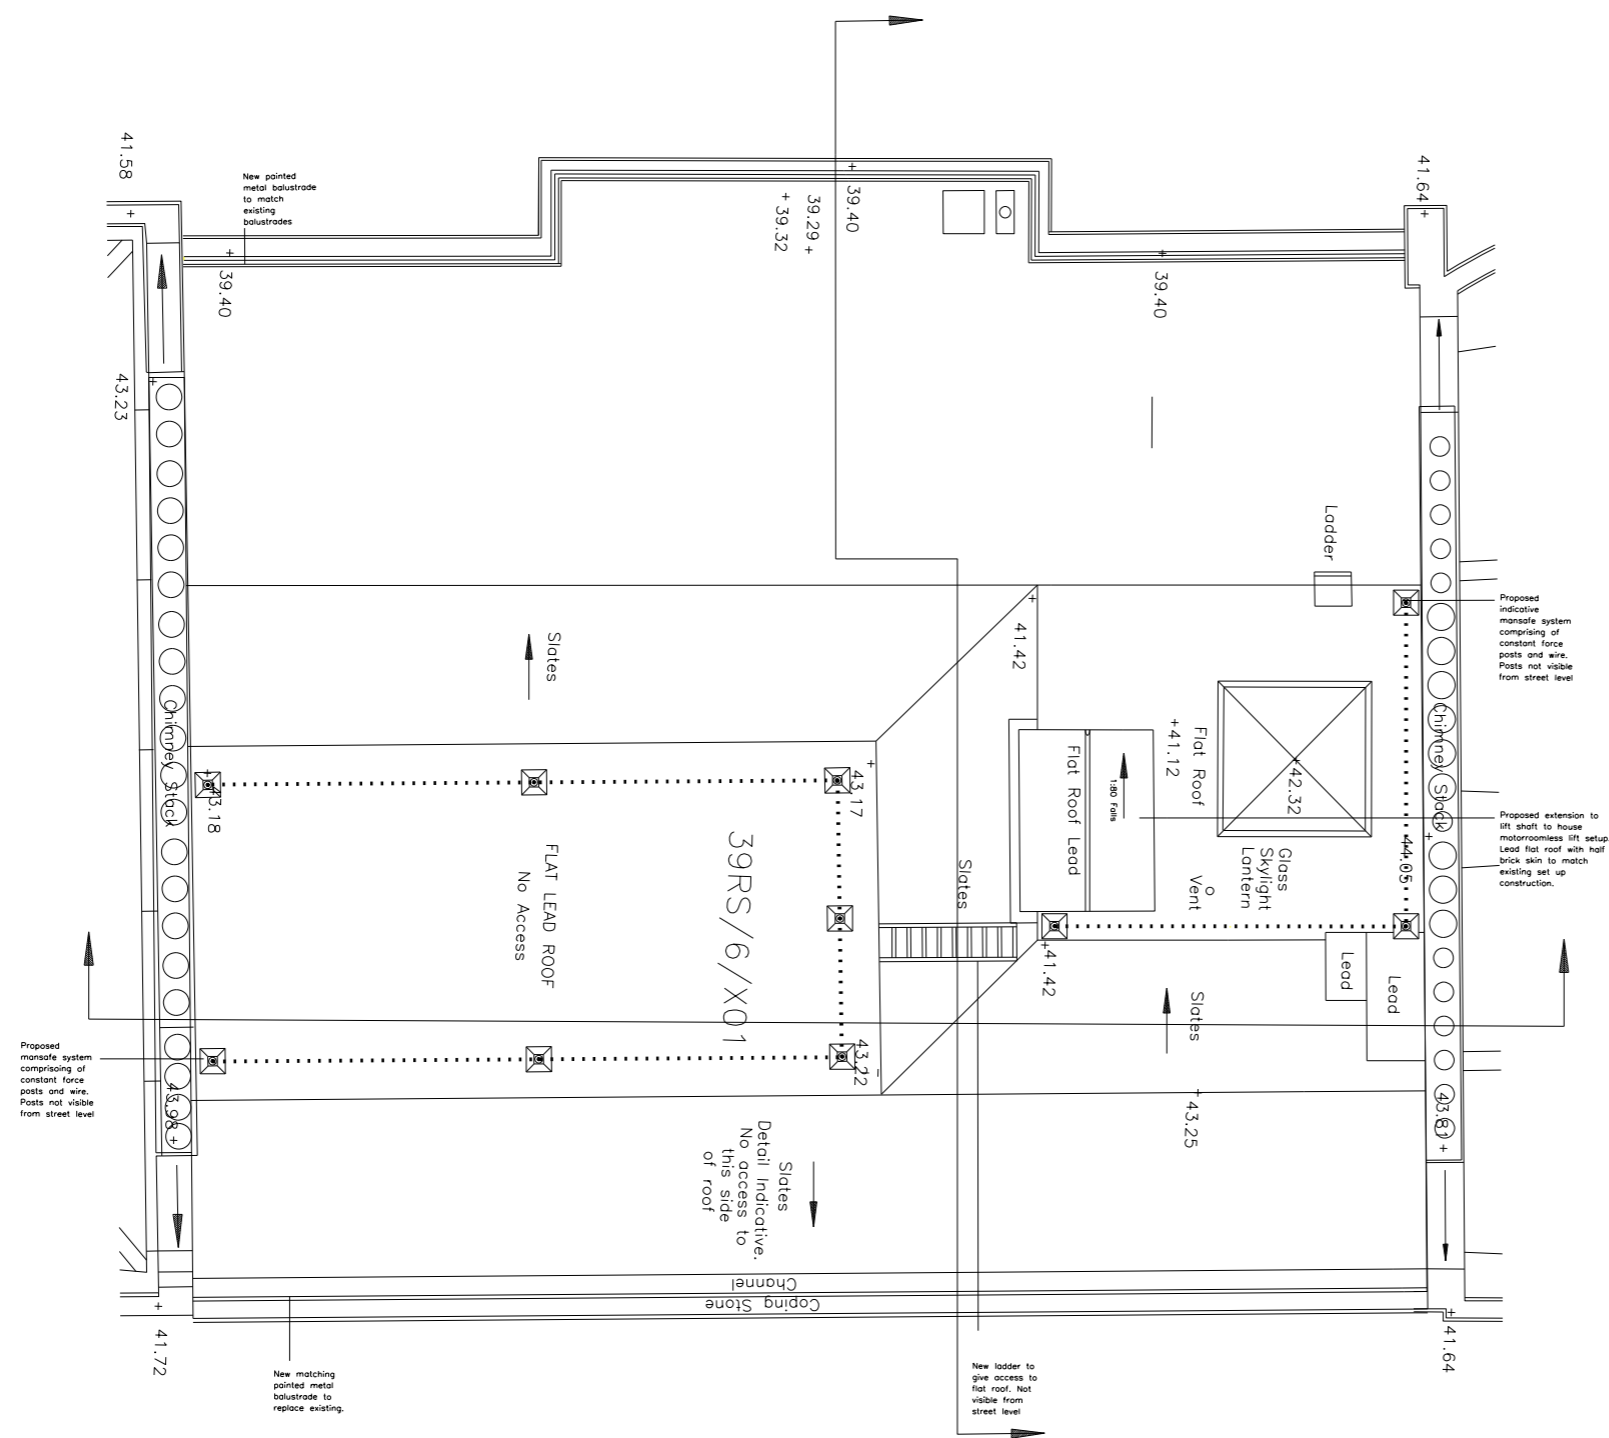 41.58
41.64
New painted
metal balustrade
to match
existing
balustrades
39.40
39.29
39.32
39.40
39.40
43.23
Ladder
Proposed
indicative
mansafe system
comprising of
constant force
posts and wire.
Posts not visible
from street level
Slates
41.42
Chimney Stack
Chimney Stack
43.18
43.17
Flat Roof Lead
1:80 Falls
41.12
Flat Roof
42.32
Proposed extension to
lift shaft to house
motorroomless lift setup.
Lead flat roof with half
brick skin to match
existing set up
construction.
44.05
39RS/6/X01
FLAT LEAD ROOF
No Access
Slates
Glass
Skylight
Lantern
Vent
41.42
Lead
Lead
Slates
Proposed
mansafe system
comprisoing of
constant force
posts and wire.
Posts not visible
from street level
43.22
43.98
43.25
43.81
Slates
Detail Indicative.
No access to
this side
of roof
Channel
Coping Stone
41.72
41.64
New matching
painted metal
balustrade to
replace existing.
New ladder to
give access to
flat roof. Not
visible from
street level